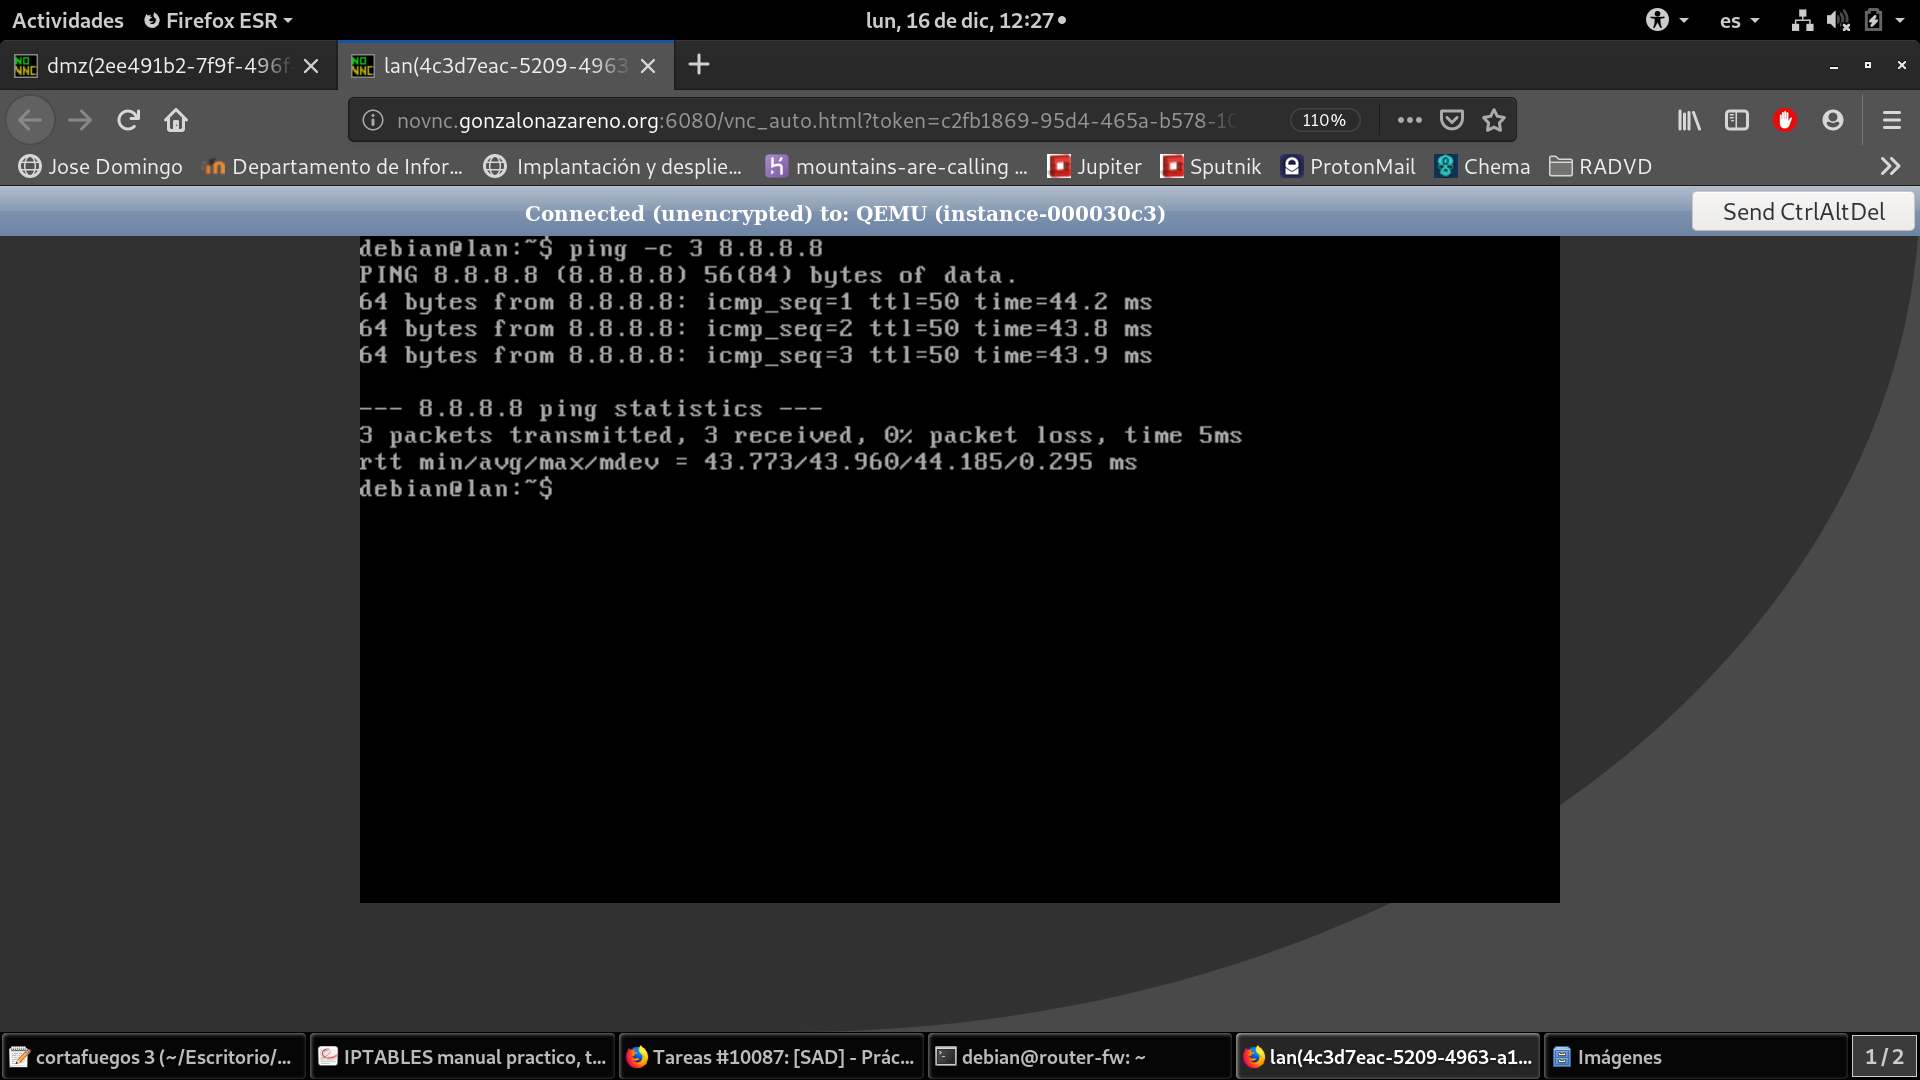 Actividades Firefox ESR lun, 16 de dic, 12:27 es
dmz(2ee491b2-7f9f-496f lan(4c3d7eac-5209-4963
novnc.gonzalonazareno.org:6080/vnc_auto.html?token=c2fb1869-95d4-465a-b578-10 110%
Jose Domingo Departamento de Infor... Implantación y desplie... mountains-are-calling ... Jupiter Sputnik ProtonMail Chema RADVD
Connected (unencrypted) to: QEMU (instance-000030c3) Send CtrlAltDel
debian@lan:~$ ping -c 3 8.8.8.8
PING 8.8.8.8 (8.8.8.8) 56(84) bytes of data.
64 bytes from 8.8.8.8: icmp_seq=1 ttl=50 time=44.2 ms
64 bytes from 8.8.8.8: icmp_seq=2 ttl=50 time=43.8 ms
64 bytes from 8.8.8.8: icmp_seq=3 ttl=50 time=43.9 ms
--- 8.8.8.8 ping statistics ---
3 packets transmitted, 3 received, 0% packet loss, time 5ms
rtt min/avg/max/mdev = 43.773/43.960/44.185/0.295 ms
debian@lan:~$
cortafuegos 3 (~/Escritorio/... IPTABLES manual practico, t... Tareas #10087: [SAD] - Prác... debian@router-fw: ~ lan(4c3d7eac-5209-4963-a1... Imágenes 1 / 2